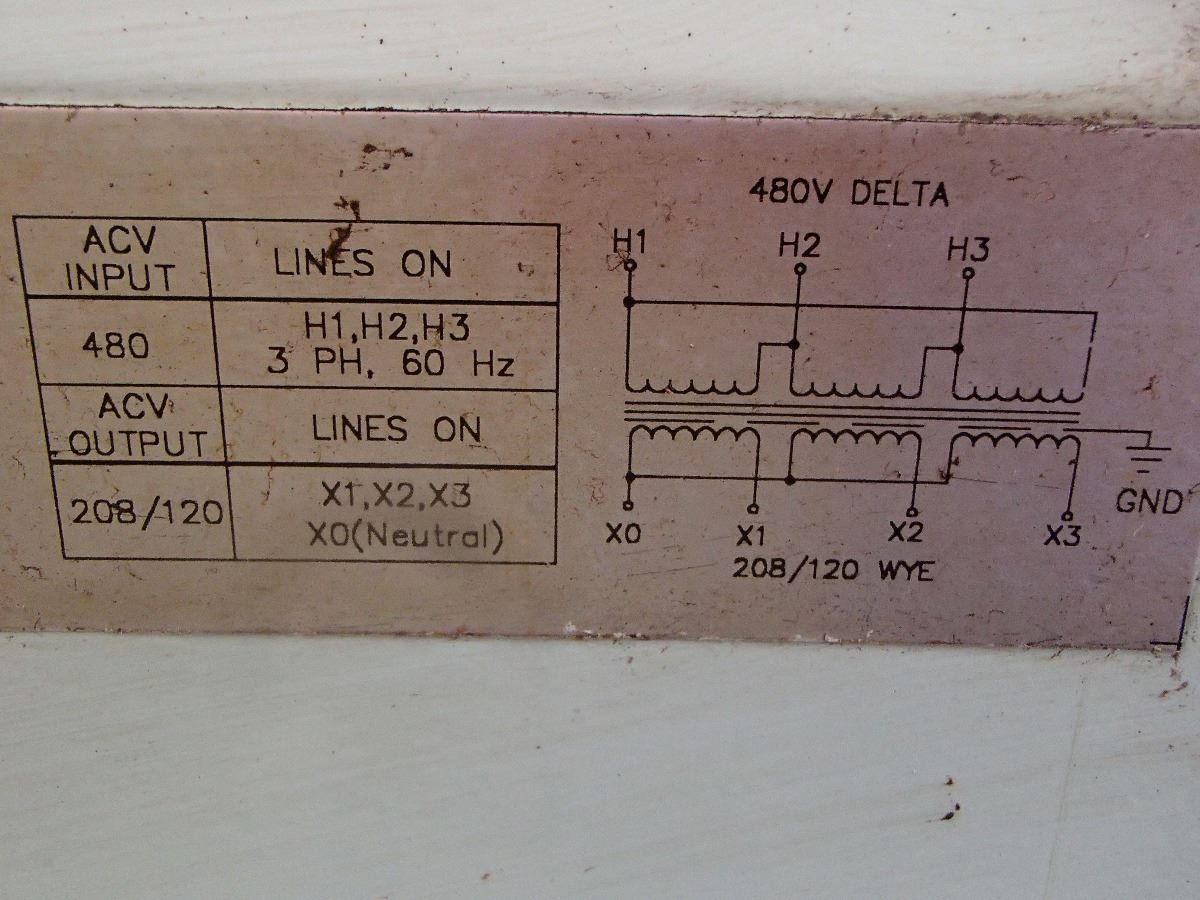 ACV
INPUT
LINES ON
480
H1,H2,H3
3 PH, 60 Hz
ACV
OUTPUT
LINES ON
208/120
X1,X2,X3
X0(Neutral)
480V DELTA
H1 H2 H3
GND
X0 X1 X2 X3
208/120 WYE